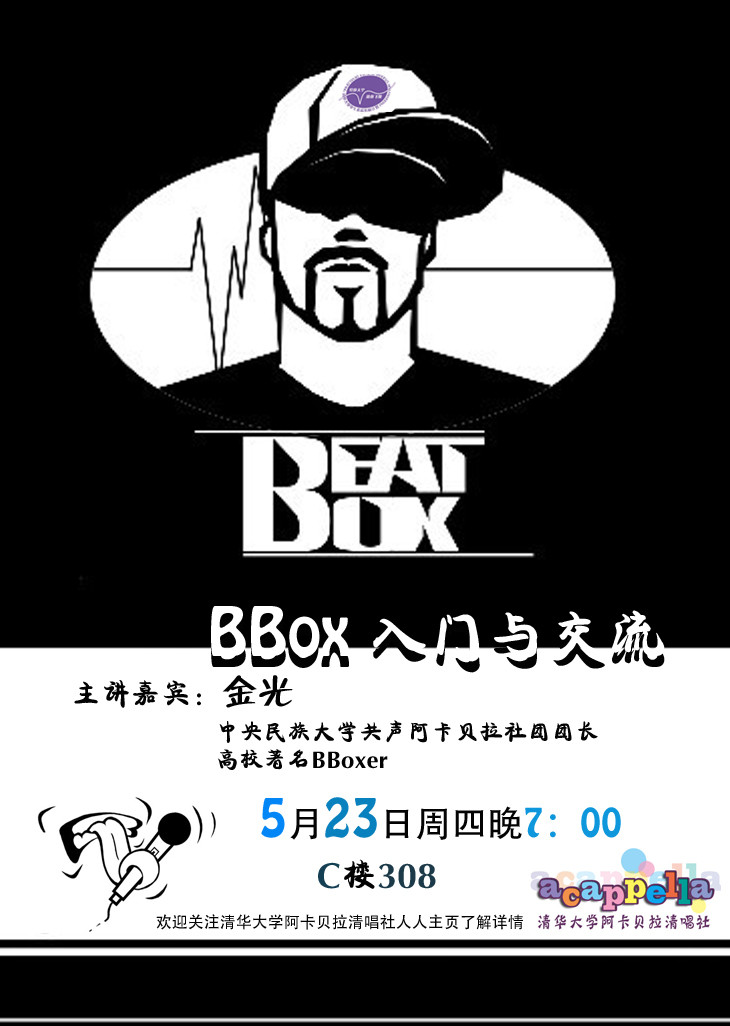 BEAT
BOX
BBox 入门与交流
主讲嘉宾：金光
中央民族大学共声阿卡贝拉社团团长
高校著名BBoxer
5月23日周四晚7：00
C楼308
acappella
欢迎关注清华大学阿卡贝拉清唱社人人主页了解详情
清华大学阿卡贝拉清唱社